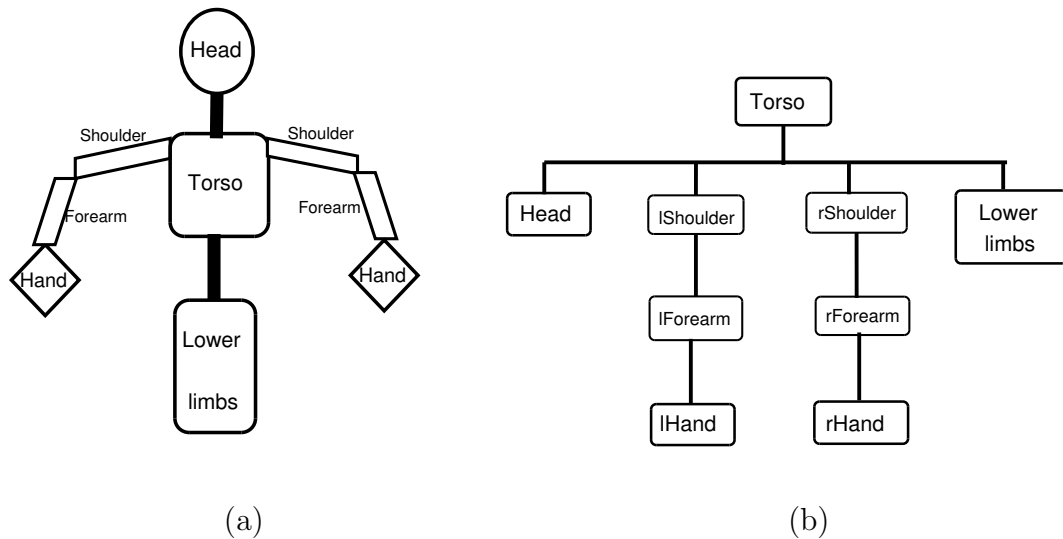 Head
Shoulder
Shoulder
Torso
Forearm
Forearm
Hand
Hand
Lower
limbs
(a)
Torso
Head
lShoulder
rShoulder
Lower
limbs
lForearm
rForearm
lHand
rHand
(b)